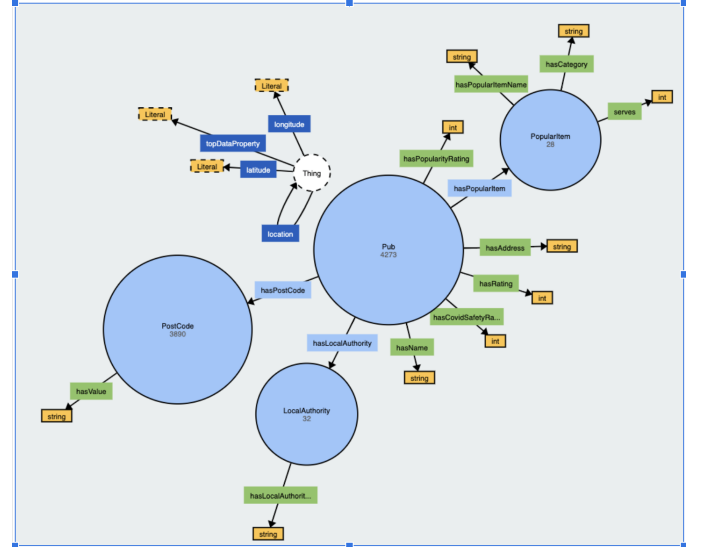 string
string
hasCategory
hasPopularItemName
int
serves
Literal
Literal
longitude
int
PopularItem
28
topDataProperty
hasPopularityRating
Literal
latitude
Thing
hasPopularItem
location
Pub
4273
hasAddress
string
hasPostCode
hasRating
int
hasCovidSafetyRa...
PostCode
3890
hasLocalAuthority
hasName
int
string
hasValue
string
LocalAuthority
32
hasLocalAuthorit...
string